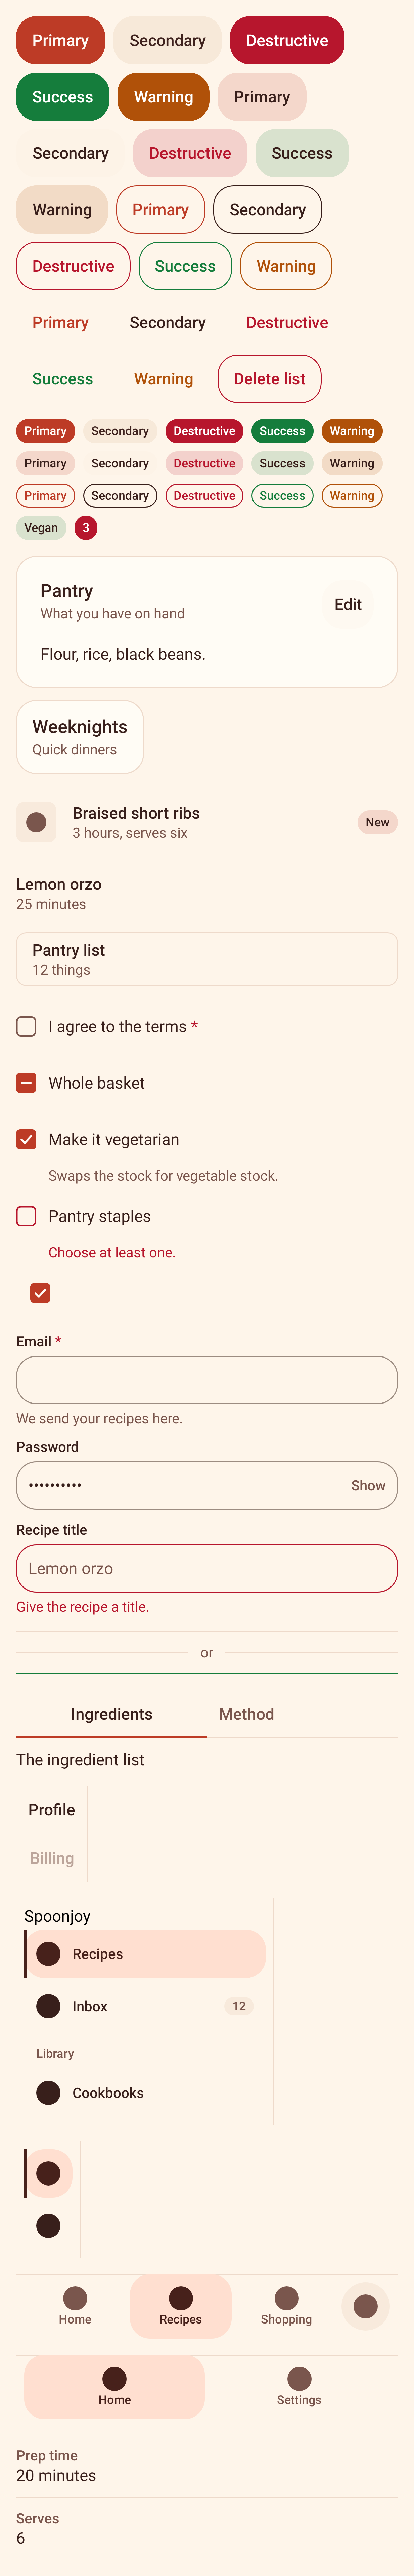 Primary
Secondary
Destructive
Success
Warning
Primary
Secondary
Destructive
Success
Warning
Primary
Secondary
Destructive
Success
Warning
Primary
Secondary
Destructive
Success
Warning
Delete list
Primary
Secondary
Destructive
Success
Warning
Primary
Secondary
Destructive
Success
Warning
Primary
Secondary
Destructive
Success
Warning
Vegan
3
Pantry
What you have on hand
Edit
Flour, rice, black beans.
Weeknights
Quick dinners
Braised short ribs
3 hours, serves six
New
Lemon orzo
25 minutes
Pantry list
12 things
I agree to the terms *
Whole basket
Make it vegetarian
Swaps the stock for vegetable stock.
Pantry staples
Choose at least one.
Email *
We send your recipes here.
Password
••••••••••
Show
Recipe title
Lemon orzo
Give the recipe a title.
or
Ingredients
Method
The ingredient list
Profile
Billing
Spoonjoy
Recipes
Inbox
12
Library
Cookbooks
Home
Recipes
Shopping
Home
Settings
Prep time
20 minutes
Serves
6